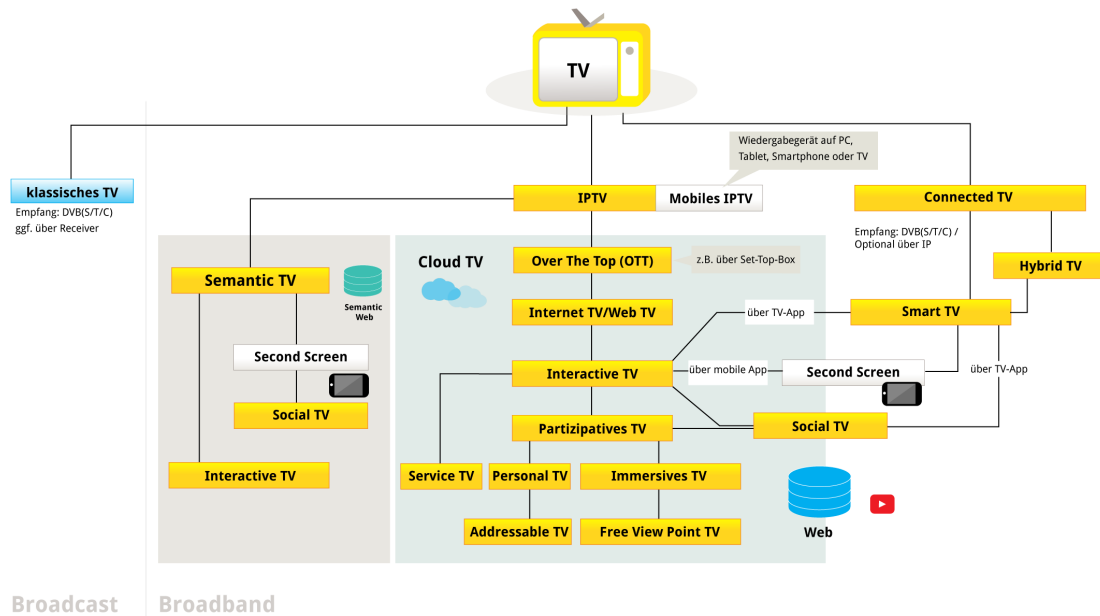 TV
Wiedergabegerät auf PC,
Tablet, Smartphone oder TV
klassisches TV
Empfang: DVB(S/T/C)
ggf. über Receiver
IPTV
Mobiles IPTV
Connected TV
Empfang: DVB(S/T/C) /
Optional über IP
Hybrid TV
Semantic TV
Semantic
Web
Second Screen
Social TV
Interactive TV
Cloud TV
Over The Top (OTT)
z.B. über Set-Top-Box
Internet TV/Web TV
über TV-App
Smart TV
Interactive TV
über mobile App
Second Screen
über TV-App
Partizipatives TV
Social TV
Service TV
Personal TV
Immersives TV
Addressable TV
Free View Point TV
Web
Broadcast
Broadband